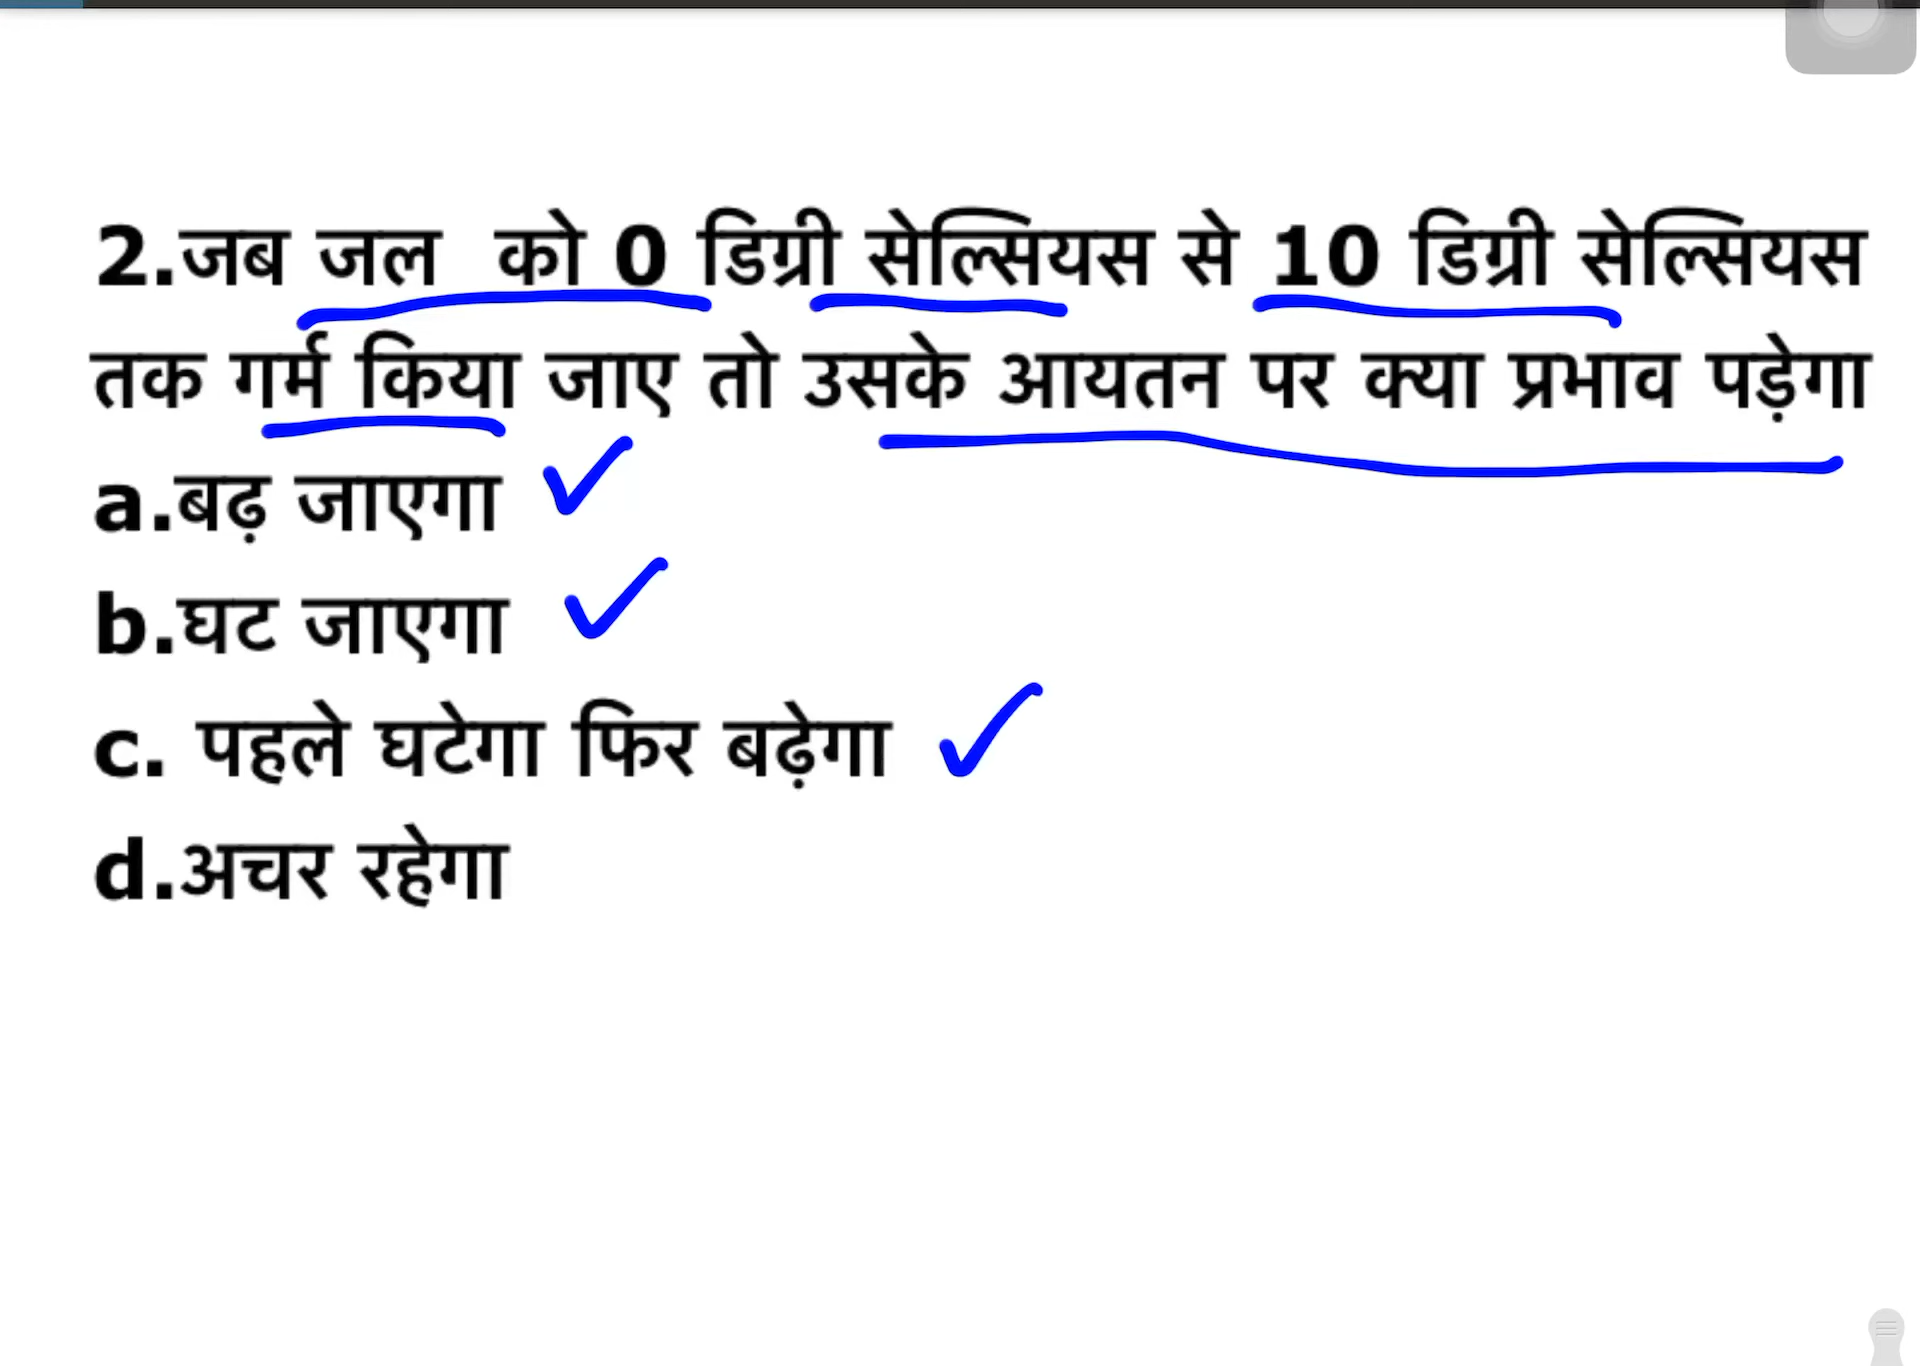 2.जब जल को 0 डिग्री सेल्सियस से 10 डिग्री सेल्सियस
तक गर्म किया जाए तो उसके आयतन पर क्या प्रभाव पड़ेगा
a.बढ़ जाएगा
b.घट जाएगा
c. पहले घटेगा फिर बढ़ेगा
d.अचर रहेगा